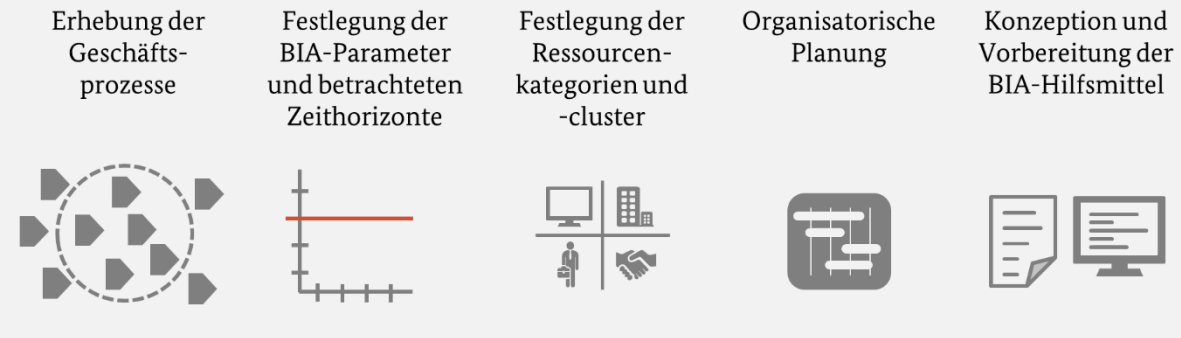 Erhebung der
Geschäfts-
prozesse
Festlegung der
BIA-Parameter
und betrachteten
Zeithorizonte
Festlegung der
Ressourcen-
kategorien und
-cluster
Organisatorische
Planung
Konzeption und
Vorbereitung der
BIA-Hilfsmittel